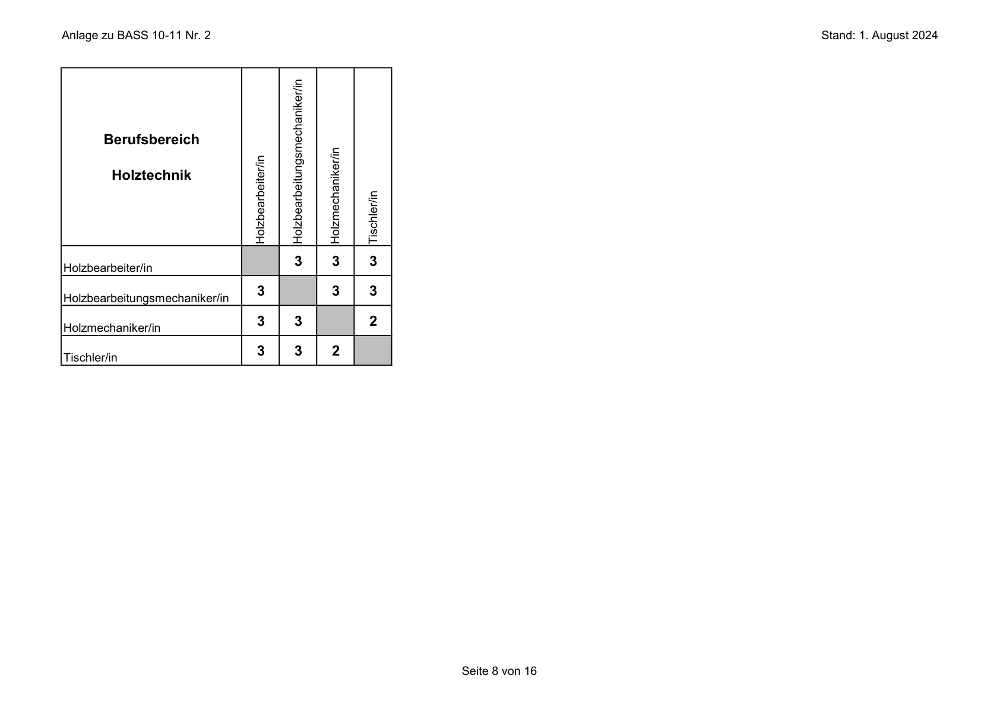 Anlage zu BASS 10-11 Nr. 2
Stand: 1. August 2024
Berufsbereich
Holztechnik
Holzbearbeiter/in
Holzbearbeitungsmechaniker/in
Holzmechaniker/in
Tischler/in
Holzbearbeiter/in 3 3 3
Holzbearbeitungsmechaniker/in 3 3 3
Holzmechaniker/in 3 3 2
Tischler/in 3 3 2
Seite 8 von 16